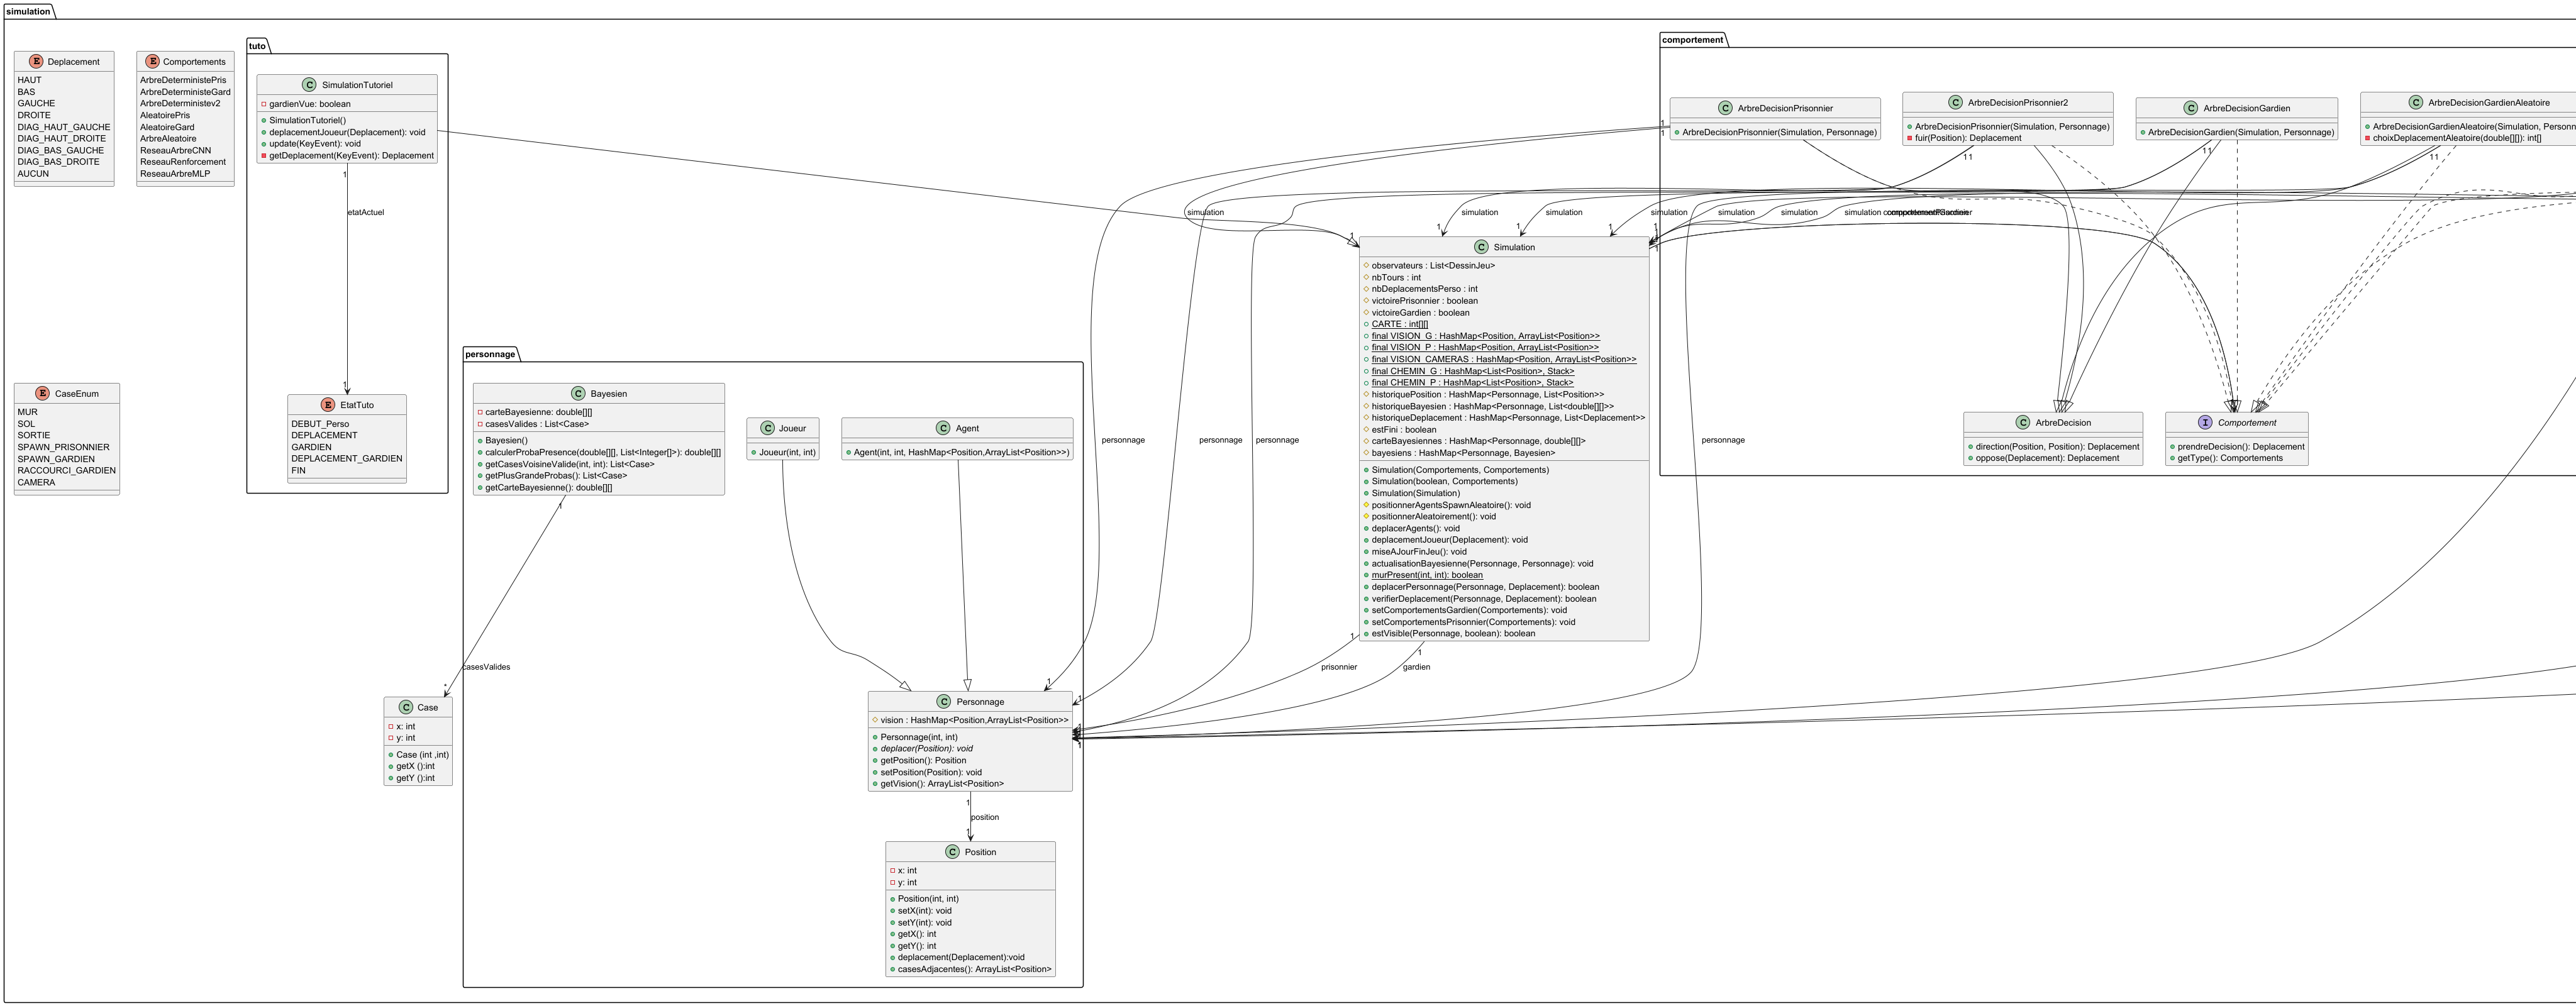 simulation
E Deplacement
HAUT
BAS
GAUCHE
DROITE
DIAG_HAUT_GAUCHE
DIAG_HAUT_DROITE
DIAG_BAS_GAUCHE
DIAG_BAS_DROITE
AUCUN
E Comportements
ArbreDeterministePris
ArbreDeterministeGard
ArbreDeterministev2
AleatoirePris
AleatoireGard
ArbreAleatoire
ReseauArbreCNN
ReseauRenforcement
ReseauArbreMLP
E CaseEnum
MUR
SOL
SORTIE
SPAWN_PRISONNIER
SPAWN_GARDIEN
RACCOURCI_GARDIEN
CAMERA
tuto
C SimulationTutoriel
gardienVue: boolean
SimulationTutoriel()
deplacementJoueur(Deplacement): void
update(KeyEvent): void
getDeplacement(KeyEvent): Deplacement
1
etatActuel
1
E EtatTuto
DEBUT_Perso
DEPLACEMENT
GARDIEN
DEPLACEMENT_GARDIEN
FIN
personnage
C Bayesien
carteBayesienne: double[][]
casesValides : List<Case>
Bayesien()
calculerProbaPresence(double[][], List<Integer[]>): double[][]
getCasesVoisineValide(int, int): List<Case>
getPlusGrandeProbas(): List<Case>
getCarteBayesienne(): double[][]
1
casesValides
*
C Case
x: int
y: int
Case (int ,int)
getX ():int
getY ():int
C Joueur
Joueur(int, int)
C Agent
Agent(int, int, HashMap<Position,ArrayList<Position>>)
C Personnage
vision : HashMap<Position,ArrayList<Position>>
Personnage(int, int)
deplacer(Position): void
getPosition(): Position
setPosition(Position): void
getVision(): ArrayList<Position>
1
position
1
C Position
x: int
y: int
Position(int, int)
setX(int): void
setY(int): void
getX(): int
getY(): int
deplacement(Deplacement):void
casesAdjacentes(): ArrayList<Position>
personnage
personnage
personnage
personnage
1
1
1
prisonnier
1
gardien
1
simulation
simulation
simulation
simulation
simulation
simulation
simulation
1
1
1
1
C Simulation
observateurs : List<DessinJeu>
nbTours : int
nbDeplacementsPerso : int
victoirePrisonnier : boolean
victoireGardien : boolean
CARTE : int[][]
final VISION_G : HashMap<Position, ArrayList<Position>>
final VISION_P : HashMap<Position, ArrayList<Position>>
final VISION_CAMERAS : HashMap<Position, ArrayList<Position>>
final CHEMIN_G : HashMap<List<Position>, Stack>
final CHEMIN_P : HashMap<List<Position>, Stack>
historiquePosition : HashMap<Personnage, List<Position>>
historiqueBayesien : HashMap<Personnage, List<double[][]>>
historiqueDeplacement : HashMap<Personnage, List<Deplacement>>
estFini : boolean
carteBayesiennes : HashMap<Personnage, double[][]>
bayesiens : HashMap<Personnage, Bayesien>
Simulation(Comportements, Comportements)
Simulation(boolean, Comportements)
Simulation(Simulation)
positionnerAgentsSpawnAleatoire(): void
positionnerAleatoirement(): void
deplacerAgents(): void
deplacementJoueur(Deplacement): void
miseAJourFinJeu(): void
actualisationBayesienne(Personnage, Personnage): void
murPresent(int, int): boolean
deplacerPersonnage(Personnage, Deplacement): boolean
verifierDeplacement(Personnage, Deplacement): boolean
setComportementsGardien(Comportements): void
setComportementsPrisonnier(Comportements): void
estVisible(Personnage, boolean): boolean
comportement
C ArbreDecisionPrisonnier
ArbreDecisionPrisonnier(Simulation, Personnage)
1
1
C ArbreDecisionPrisonnier2
ArbreDecisionPrisonnier(Simulation, Personnage)
fuir(Position): Deplacement
1
1
C ArbreDecisionGardien
ArbreDecisionGardien(Simulation, Personnage)
1
1
C ArbreDecisionGardienAleatoire
ArbreDecisionGardienAleatoire(Simulation, Personn
choixDeplacementAleatoire(double[][]): int[]
1
1
C ArbreDecision
direction(Position, Position): Deplacement
oppose(Deplacement): Deplacement
I Comportement
prendreDecision(): Deplacement
getType(): Comportements